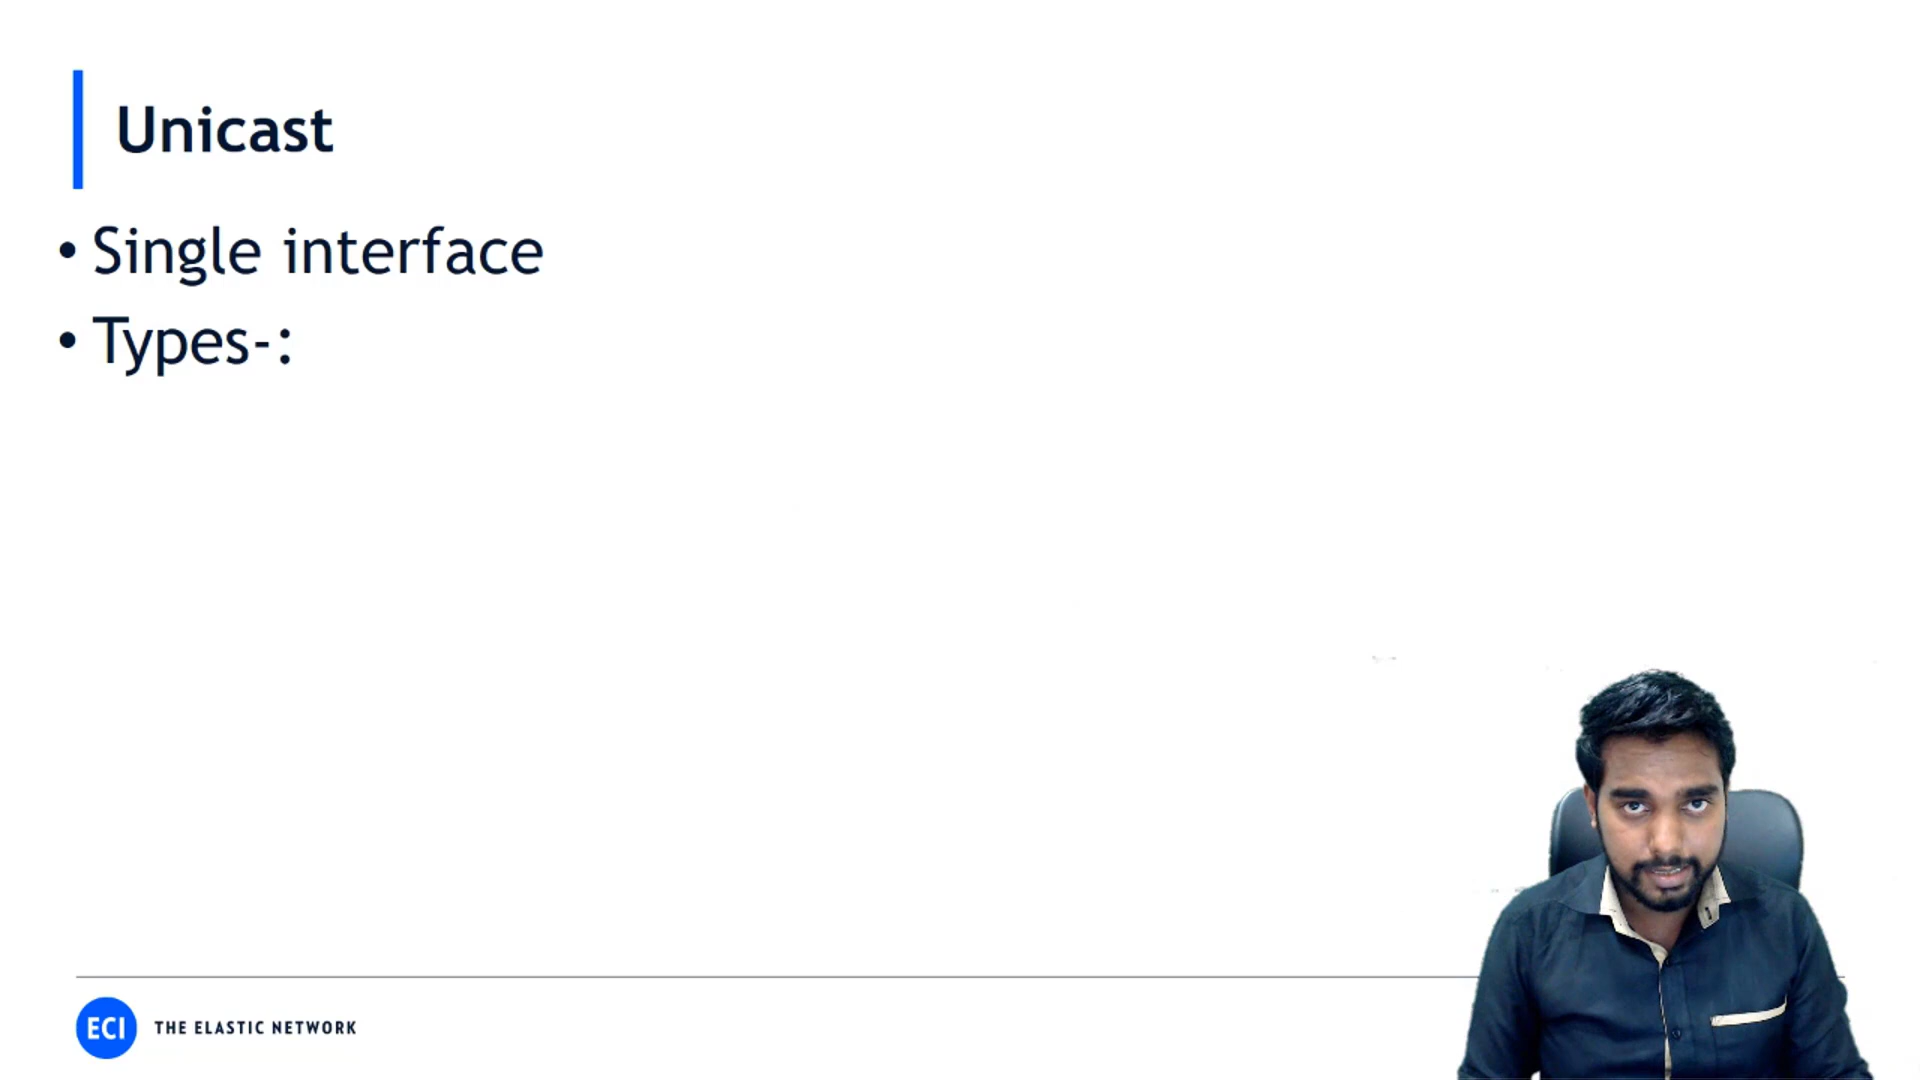 Unicast
• Single interface
• Types-:
ECI THE ELASTIC NETWORK